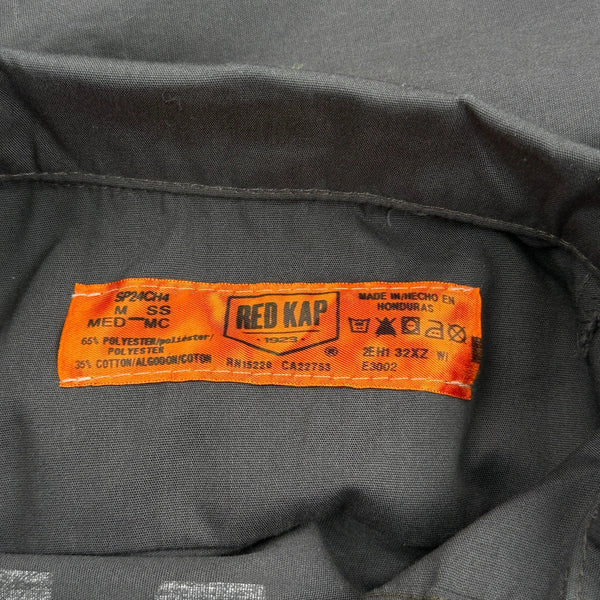 SP24CH4
M SS
MED MC
65% POLYESTER/poliéster/
POLYESTER
35% COTTON/ALGODON/COTON
RED KAP
1923
®
RN15228 CA22753
MADE IN/HECHO EN
HONDURAS
2EH1 32XZ WI
E3002